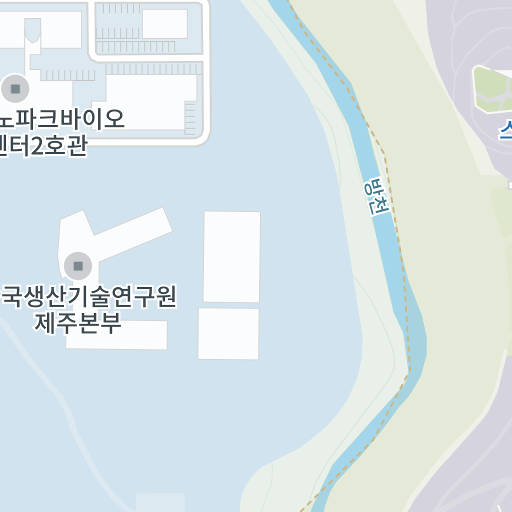 노파크바이오
센터2호관
방천
국생산기술연구원
제주본부
스